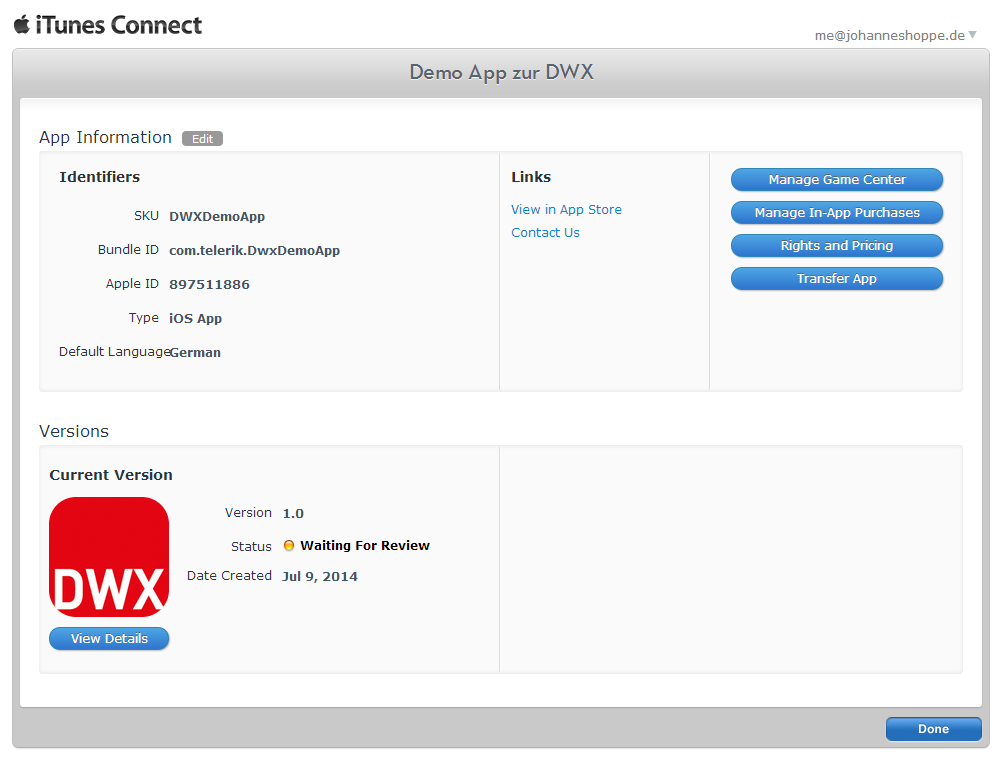 iTunes Connect
me@johanneshoppe.de
Demo App zur DWX
App Information Edit
Identifiers
SKU DWXDemoApp
Bundle ID com.telerik.DwxDemoApp
Apple ID 897511886
Type iOS App
Default Language German
Links
View in App Store
Contact Us
Manage Game Center
Manage In-App Purchases
Rights and Pricing
Transfer App
Versions
Current Version
DWX
View Details
Version 1.0
Status Waiting For Review
Date Created Jul 9, 2014
Done